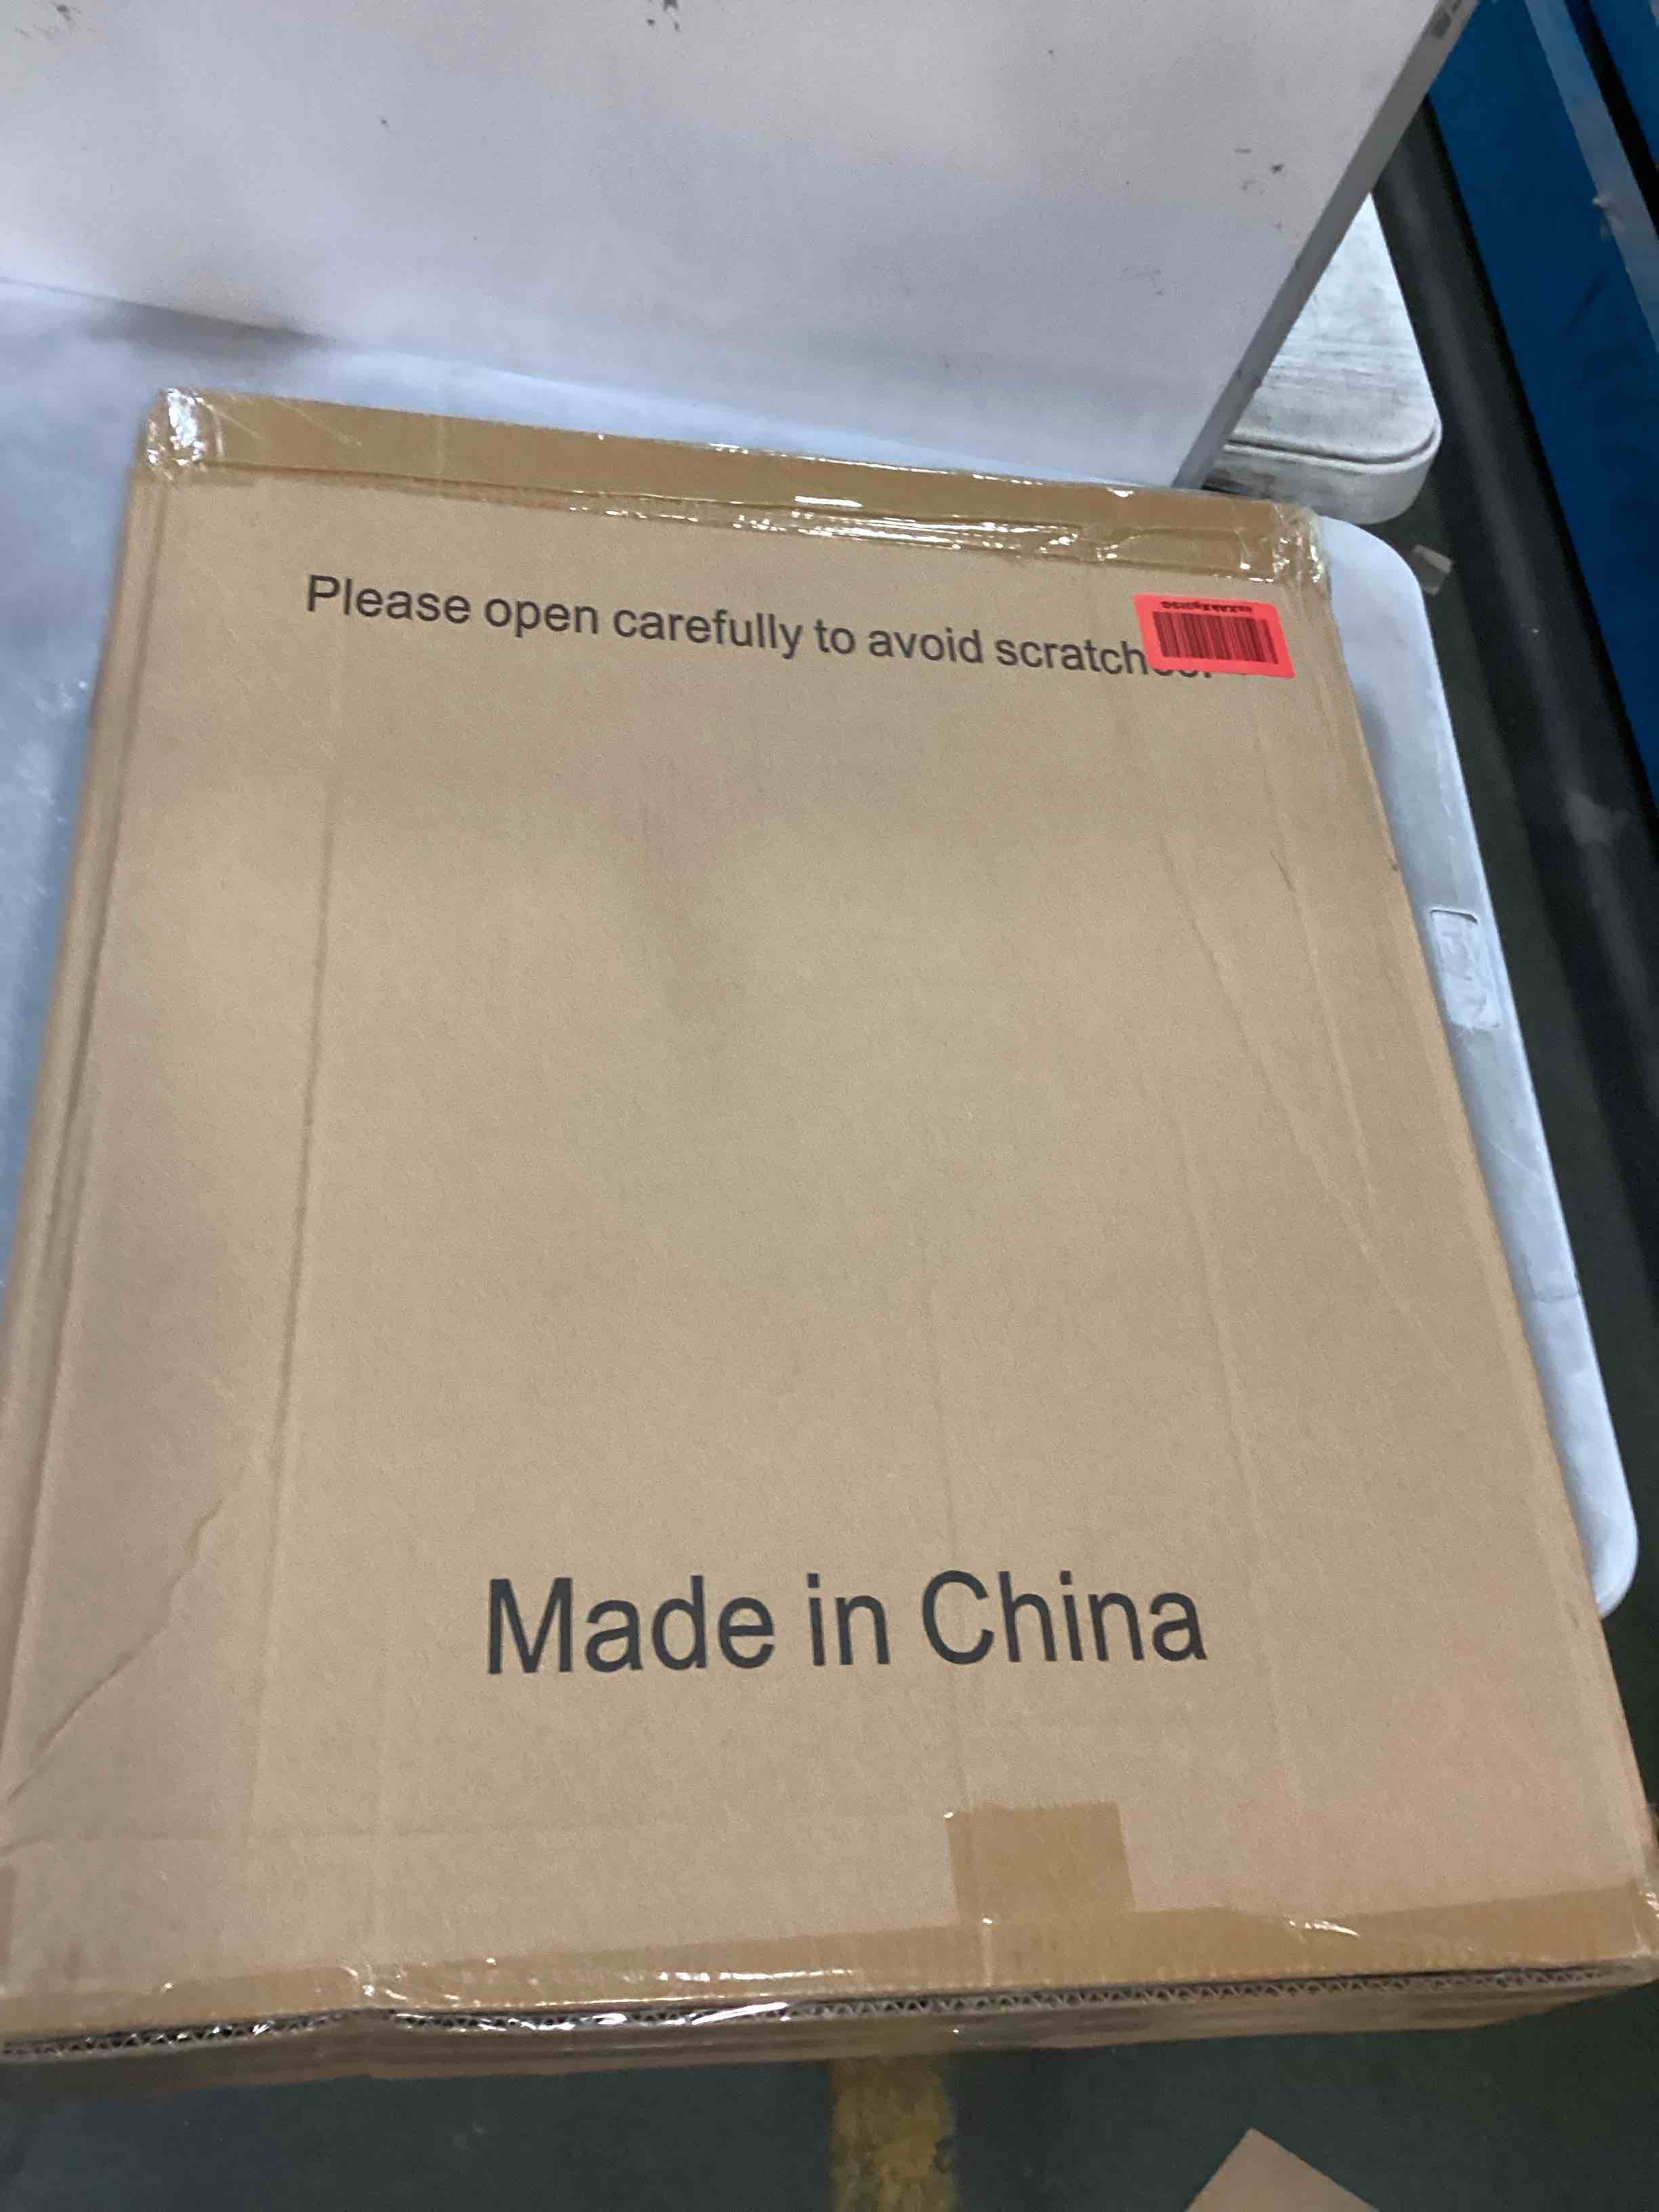 Please open carefully to avoid scratch
Made in China